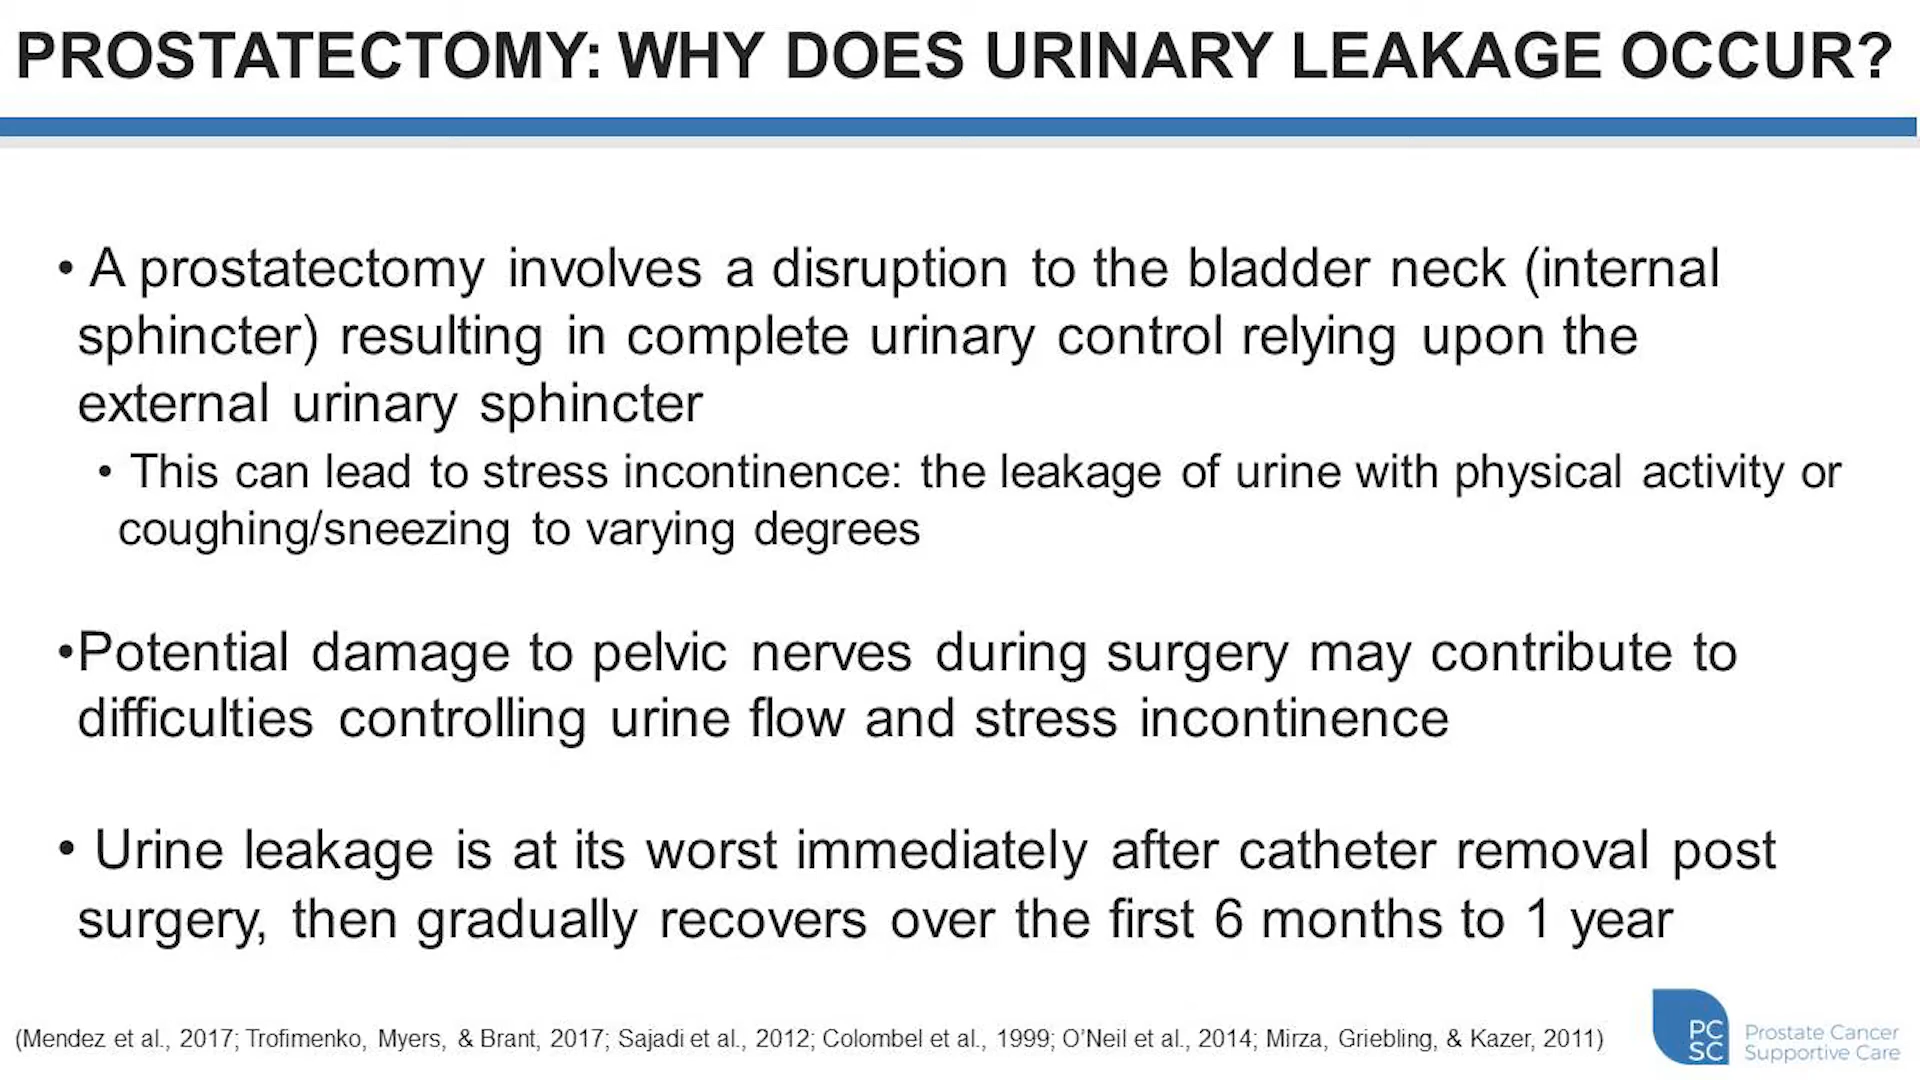 PROSTATECTOMY: WHY DOES URINARY LEAKAGE OCCUR?
• A prostatectomy involves a disruption to the bladder neck (internal
sphincter) resulting in complete urinary control relying upon the
external urinary sphincter
• This can lead to stress incontinence: the leakage of urine with physical activity or
coughing/sneezing to varying degrees
•Potential damage to pelvic nerves during surgery may contribute to
difficulties controlling urine flow and stress incontinence
• Urine leakage is at its worst immediately after catheter removal post
surgery, then gradually recovers over the first 6 months to 1 year
(Mendez et al., 2017; Trofimenko, Myers, & Brant, 2017; Sajadi et al., 2012; Colombel et al., 1999; O'Neil et al., 2014; Mirza, Griebling, & Kazer, 2011)
PC
SC
Prostate Cancer
Supportive Care